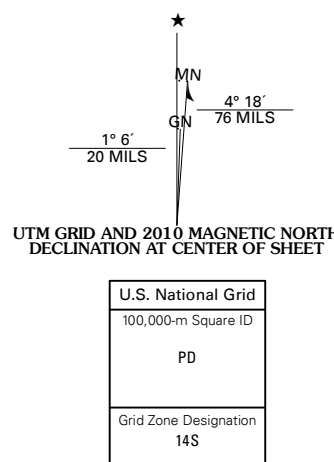 ★
MN
4° 18´
76 MILS
GN
1° 6´
20 MILS
UTM GRID AND 2010 MAGNETIC NORTH
DECLINATION AT CENTER OF SHEET
U.S. National Grid
100,000-m Square ID
PD
Grid Zone Designation
14S